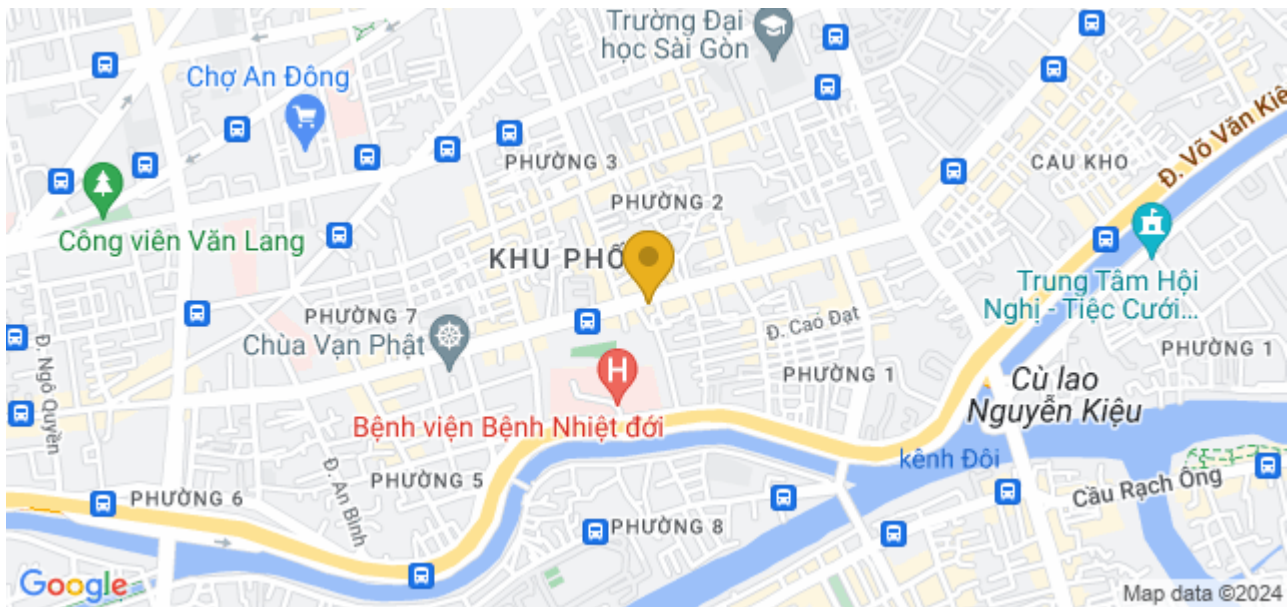 Trường Đại
học Sài Gòn
Chợ An Đông
PHƯỜNG 3
CAU KHO
Đ. Võ Văn Kiệ
PHƯỜNG 2
Công viên Văn Lang
KHU PHỐ
Trung Tâm Hội
Nghị - Tiệc Cưới...
PHƯỜNG 7
Chùa Vạn Phật
Đ. Cao Đạt
PHƯỜNG 1
PHƯỜNG 1
Đ. Ngô Quyền
Cù lao
Nguyễn Kiệu
H
Bệnh viện Bệnh Nhiệt đới
kênh Đôi
PHƯỜNG 5
Đ. An Bình
Cầu Rạch Ông
PHƯỜNG 6
PHƯỜNG 8
Google
Map data ©2024